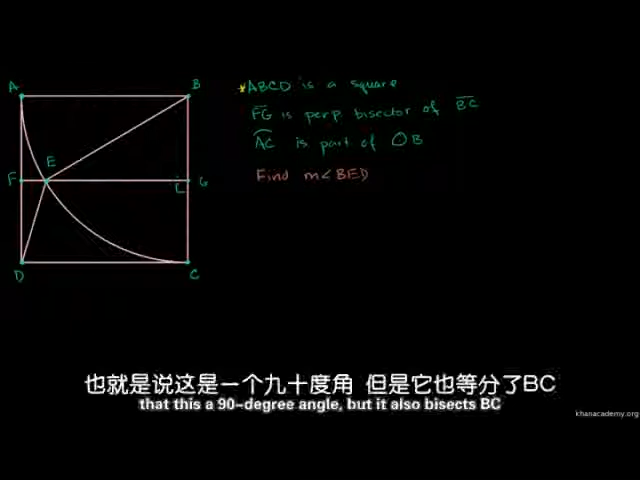 A
B
*ABCD is a square
FG is perp. bisector of BC
AC is part of ⊙B
E
F
G
Find m<BED
D
C
也就是说这是一个九十度角 但是它也等分了BC
that this a 90-degree angle, but it also bisects BC
khanacademy.org